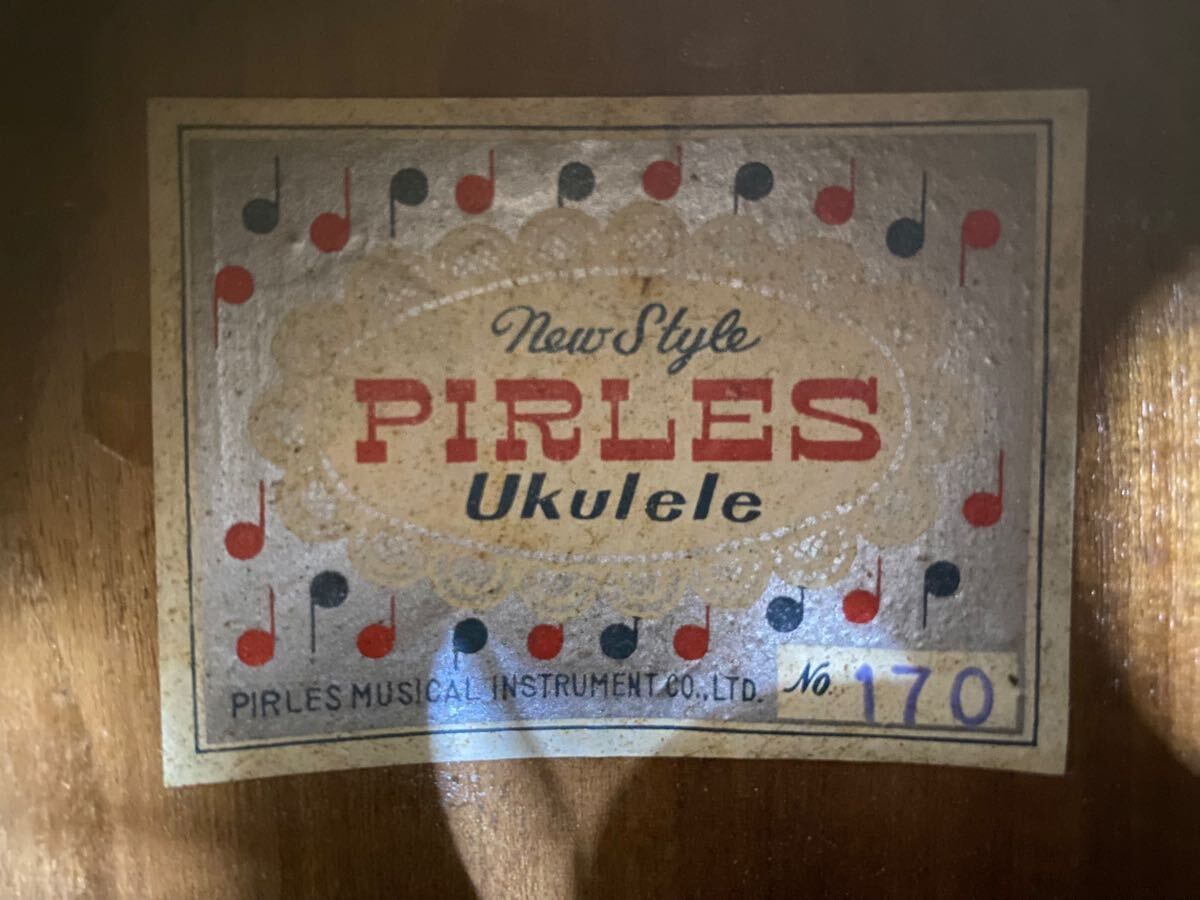 New Style
PIRLES
Ukulele
PIRLES MUSICAL INSTRUMENT CO., LTD.
No. 170